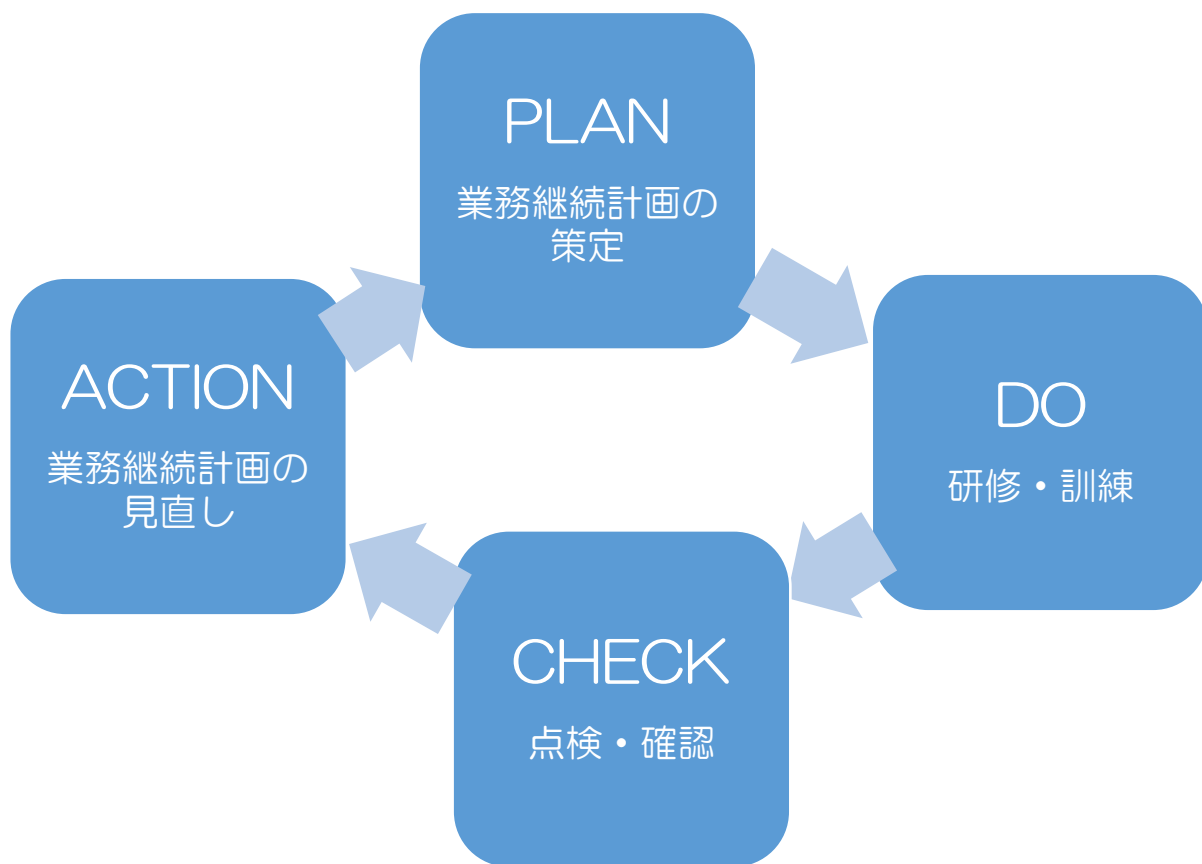 PLAN
業務継続計画の
策定
DO
研修・訓練
CHECK
点検・確認
ACTION
業務継続計画の
見直し